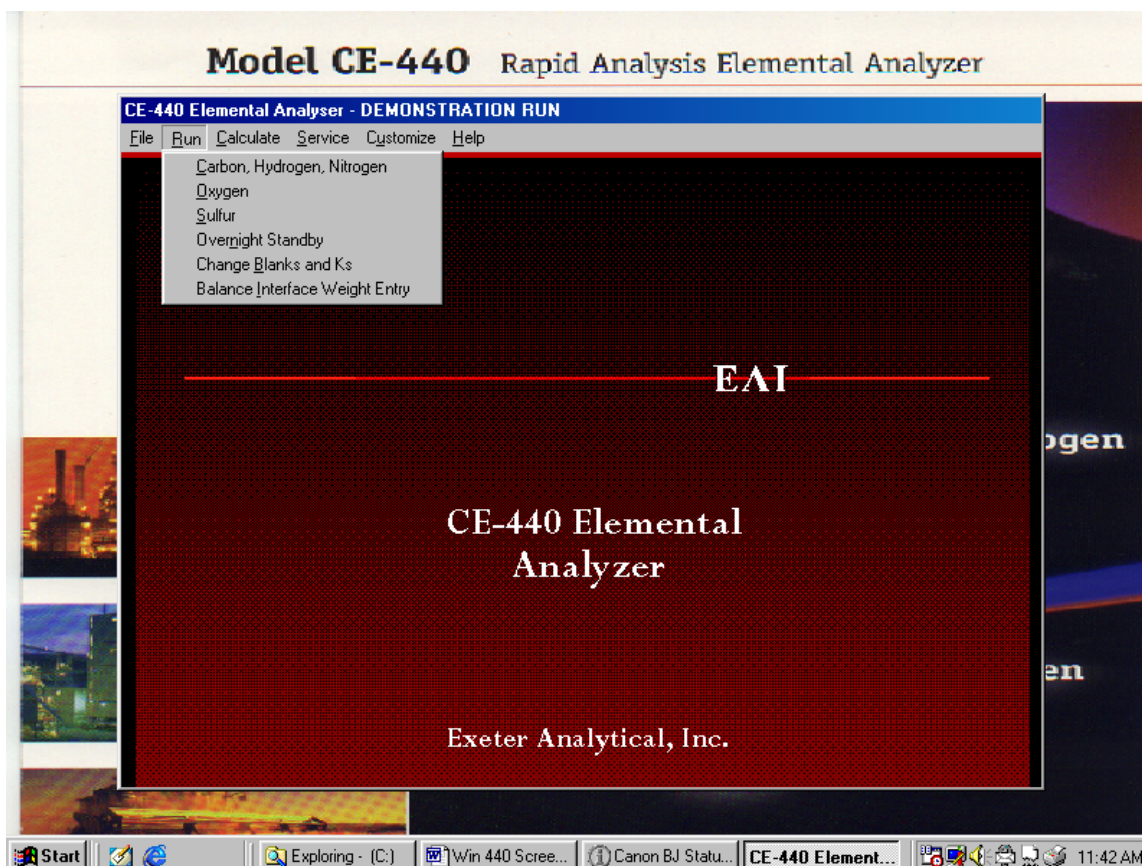 Model CE-440 Rapid Analysis Elemental Analyzer
CE-440 Elemental Analyser - DEMONSTRATION RUN
File Run Calculate Service Customize Help
Carbon, Hydrogen, Nitrogen
Oxygen
Sulfur
Overnight Standby
Change Blanks and Ks
Balance Interface Weight Entry
EAI
ogen
CE-440 Elemental
Analyzer
en
Exeter Analytical, Inc.
Start Exploring - (C:) Win 440 Scree... Canon BJ Statu... CE-440 Element... 11:42 AM